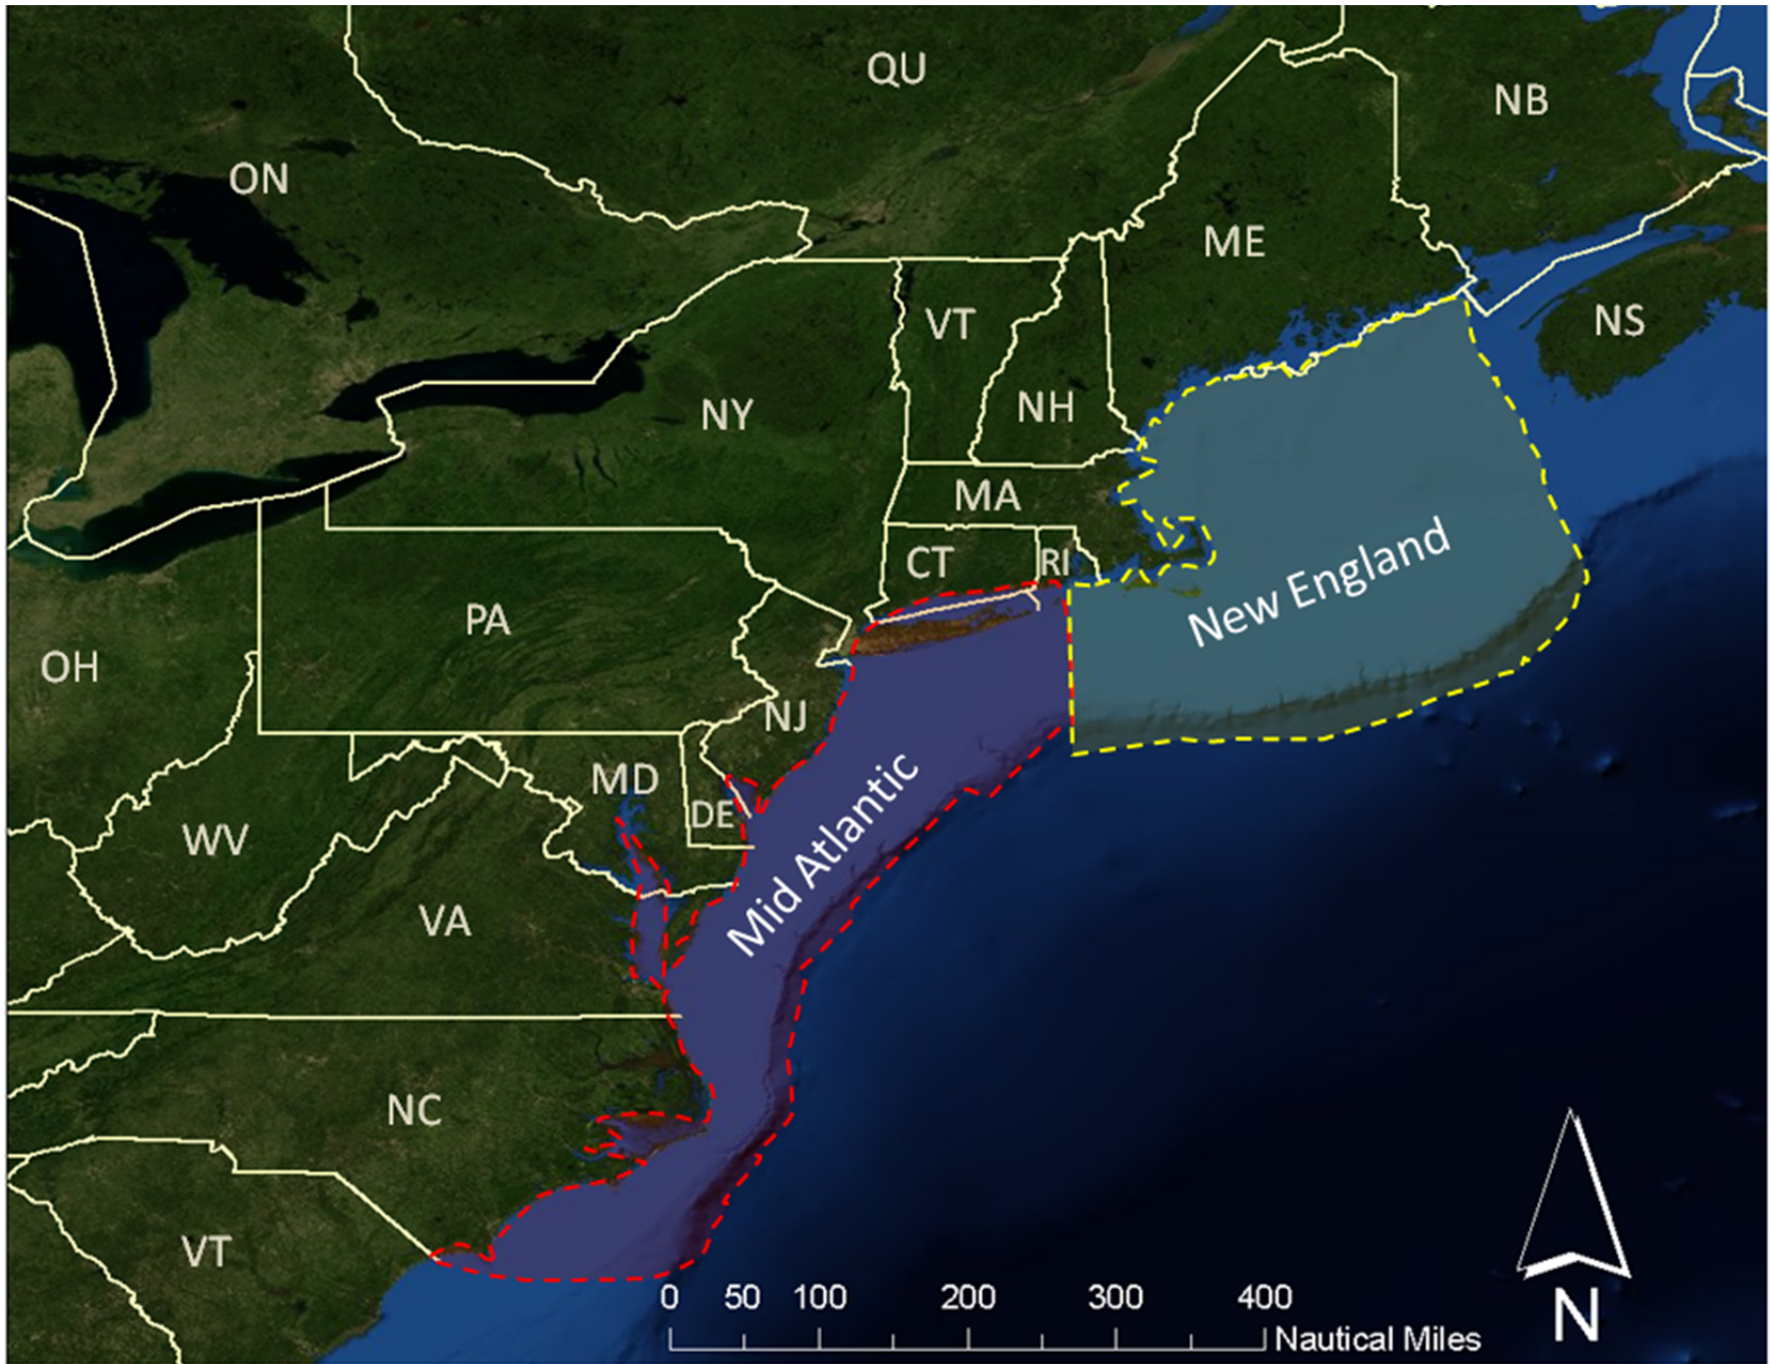 QU
NB
ON
ME
NS
VT
NH
NY
MA
CT
RI
New England
PA
OH
NJ
MD
DE
Mid Atlantic
WV
VA
NC
VT
0 50 100 200 300 400
Nautical Miles
N